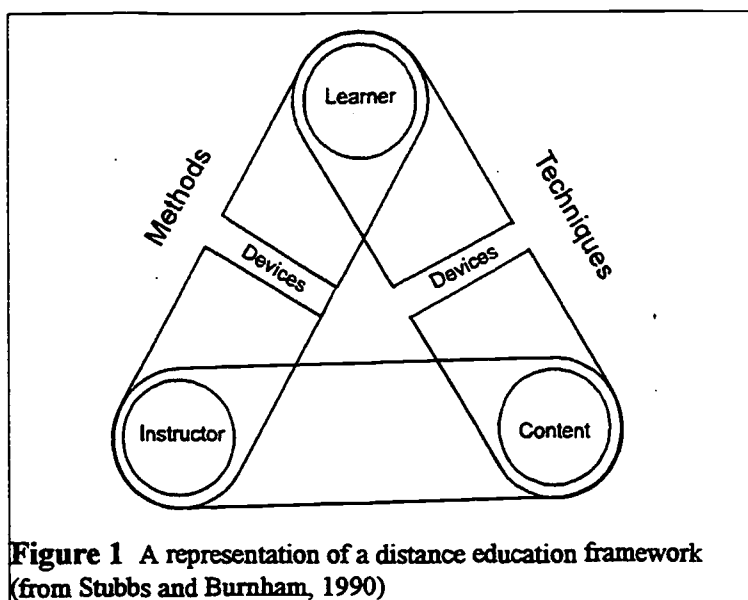 Learner
Methods
Techniques
Devices
Devices
Instructor
Content
Figure 1 A representation of a distance education framework
(from Stubbs and Burnham, 1990)